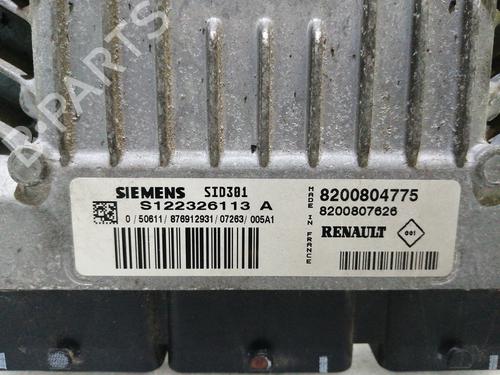 SIEMENS SID301
S122326113 A
0/50611/876912931/07263/005A1
MADE IN FRANCE
8200804775
8200807626
RENAULT 001
B-PARTS